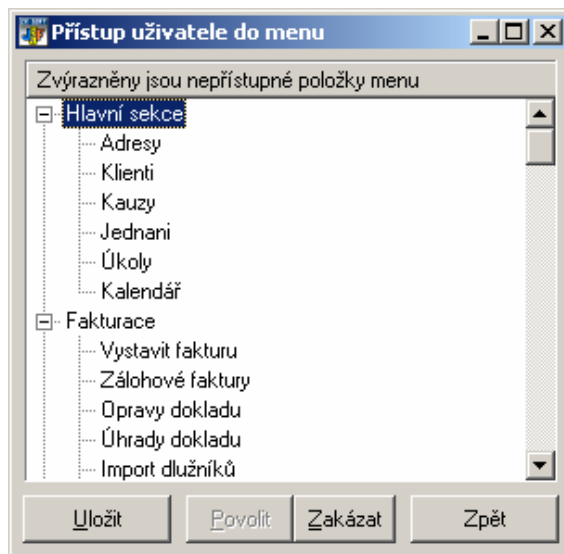 Přístup uživatele do menu
Zvýrazněny jsou nepřístupné položky menu
Hlavní sekce
Adresy
Klienti
Kauzy
Jednani
Úkoly
Kalendář
Fakturace
Vystavit fakturu
Zálohové faktury
Opravy dokladu
Úhrady dokladu
Import dlužníků
Uložit Povolit Zakázat Zpět